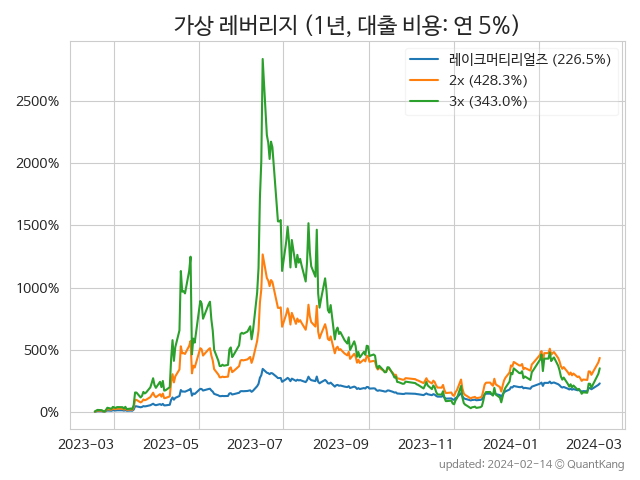 가상 레버리지 (1년, 대출 비용: 연 5%)
레이크머티리얼즈 (226.5%)
2x (428.3%)
3x (343.0%)
2500%
2000%
1500%
1000%
500%
0%
2023-03 2023-05 2023-07 2023-09 2023-11 2024-01 2024-03
updated: 2024-02-14 © QuantKang